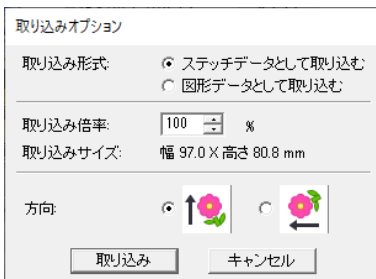 取り込みオプション
取り込み形式: ステッチデータとして取り込む
図形データとして取り込む
取り込み倍率: 100 %
取り込みサイズ: 幅 97.0 X 高さ 80.8 mm
方向:
取り込み キャンセル